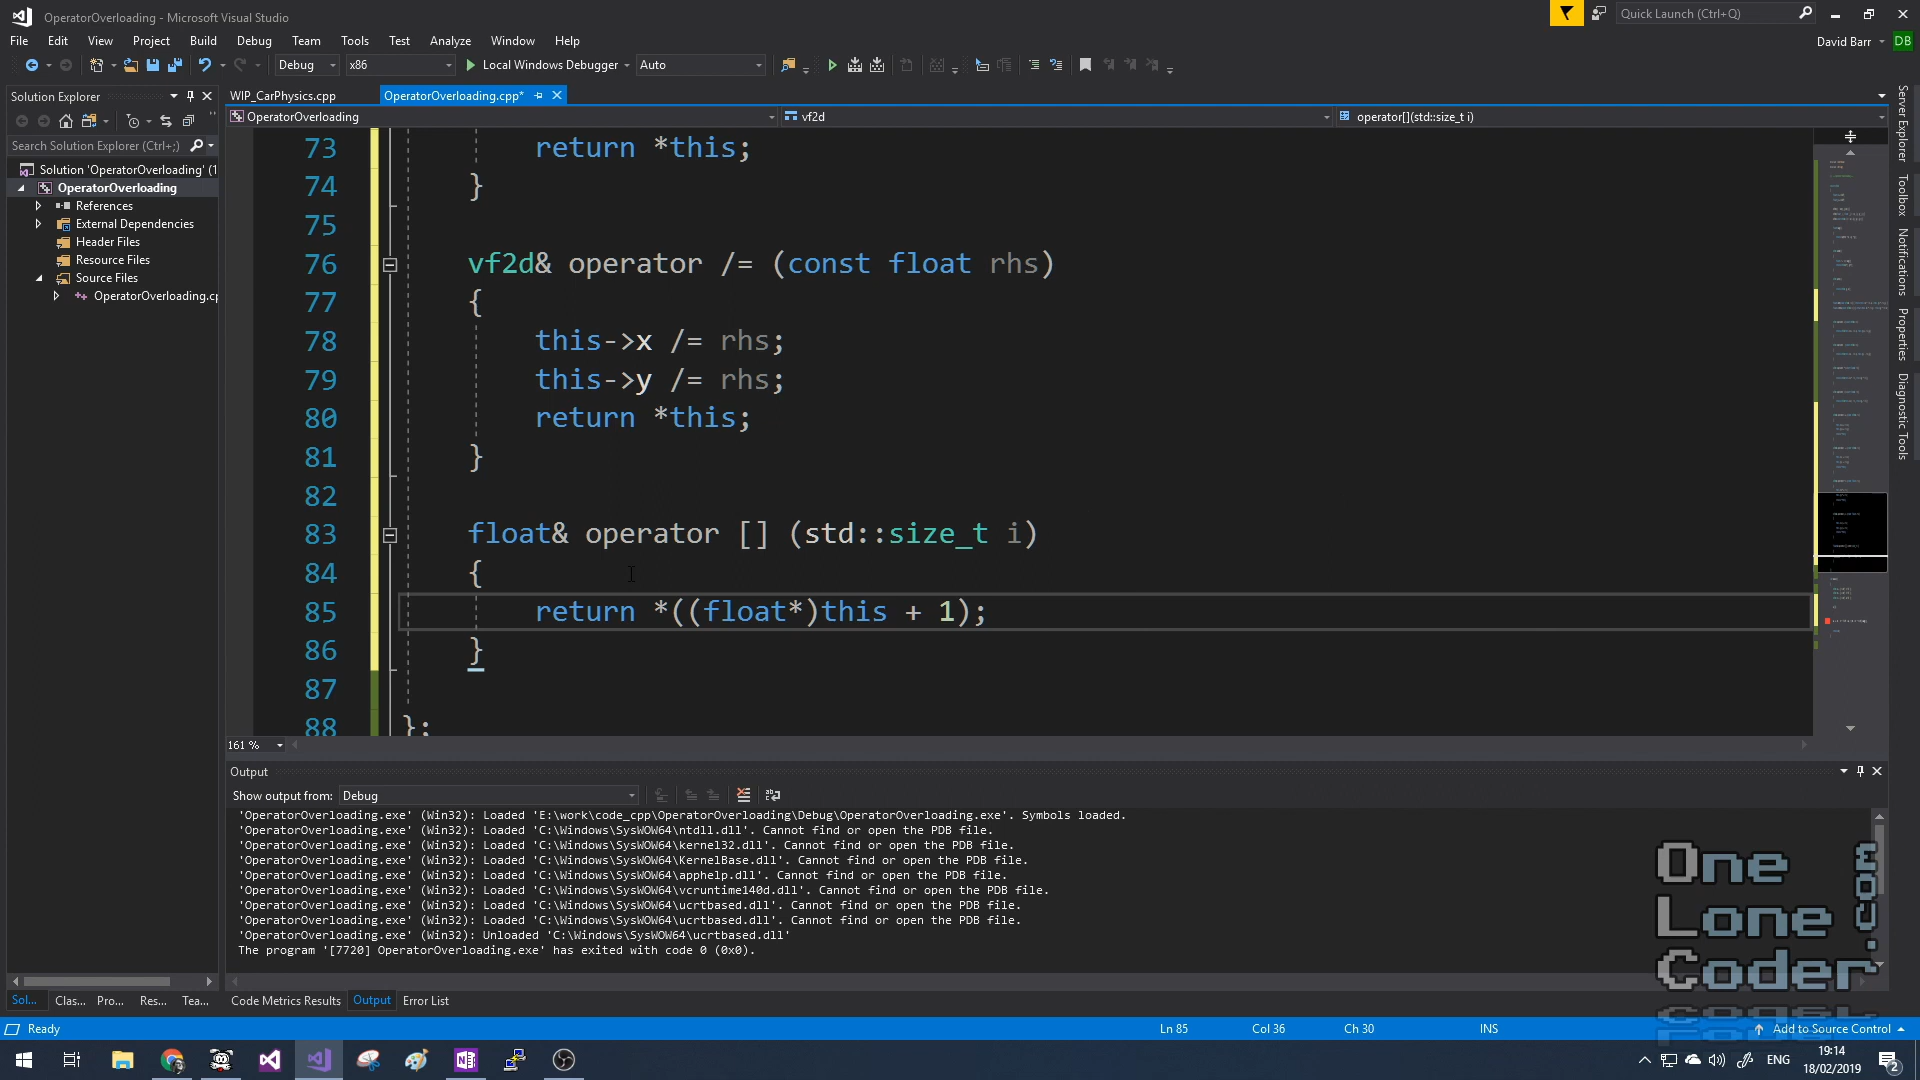 OperatorOverloading - Microsoft Visual Studio
Quick Launch (Ctrl+Q)
File Edit View Project Build Debug Team Tools Test Analyze Window Help
David Barr DB
Debug x86 Local Windows Debugger Auto
Solution Explorer
WIP_CarPhysics.cpp OperatorOverloading.cpp*
OperatorOverloading vf2d operator[](std::size_t i)
Search Solution Explorer (Ctrl+;)
Solution 'OperatorOverloading' (1
OperatorOverloading
References
External Dependencies
Header Files
Resource Files
Source Files
OperatorOverloading.cp
73 return *this;
74 }
75
76 vf2d& operator /= (const float rhs)
77 {
78 this->x /= rhs;
79 this->y /= rhs;
80 return *this;
81 }
82
83 float& operator [] (std::size_t i)
84 {
85 return *((float*)this + 1);
86 }
87
88 };
Server Explorer
Toolbox
Notifications
Properties
Diagnostic Tools
161 %
Output
Show output from: Debug
'OperatorOverloading.exe' (Win32): Loaded 'E:\work\code_cpp\OperatorOverloading\Debug\OperatorOverloading.exe'. Symbols loaded.
'OperatorOverloading.exe' (Win32): Loaded 'C:\Windows\SysWOW64\ntdll.dll'. Cannot find or open the PDB file.
'OperatorOverloading.exe' (Win32): Loaded 'C:\Windows\SysWOW64\kernel32.dll'. Cannot find or open the PDB file.
'OperatorOverloading.exe' (Win32): Loaded 'C:\Windows\SysWOW64\KernelBase.dll'. Cannot find or open the PDB file.
'OperatorOverloading.exe' (Win32): Loaded 'C:\Windows\SysWOW64\apphelp.dll'. Cannot find or open the PDB file.
'OperatorOverloading.exe' (Win32): Loaded 'C:\Windows\SysWOW64\vcruntime140d.dll'. Cannot find or open the PDB file.
'OperatorOverloading.exe' (Win32): Loaded 'C:\Windows\SysWOW64\ucrtbased.dll'. Cannot find or open the PDB file.
'OperatorOverloading.exe' (Win32): Loaded 'C:\Windows\SysWOW64\ucrtbased.dll'. Cannot find or open the PDB file.
'OperatorOverloading.exe' (Win32): Unloaded 'C:\Windows\SysWOW64\ucrtbased.dll'
The program '[7720] OperatorOverloading.exe' has exited with code 0 (0x0).
One
Lone
Coder
.com
Sol... Clas... Pro... Res... Tea... Code Metrics Results Output Error List
Ready Ln 85 Col 36 Ch 30 INS Add to Source Control
ENG 19:14
18/02/2019
2